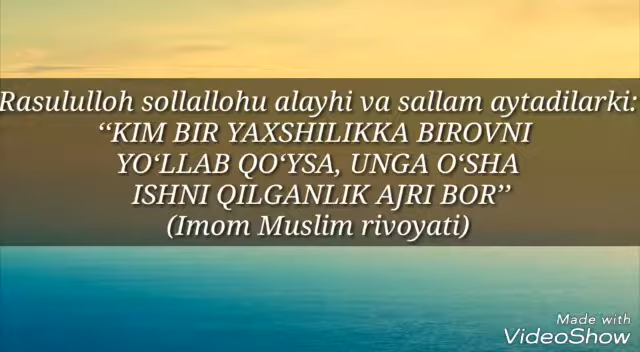 Rasululloh sollallohu alayhi va sallam aytadilarki:
‘‘KIM BIR YAXSHILIKKA BIROVNI
YO‘LLAB QO‘YSA, UNGA O‘SHA
ISHNI QILGANLIK AJRI BOR’’
(Imom Muslim rivoyati)
Made with
VideoShow